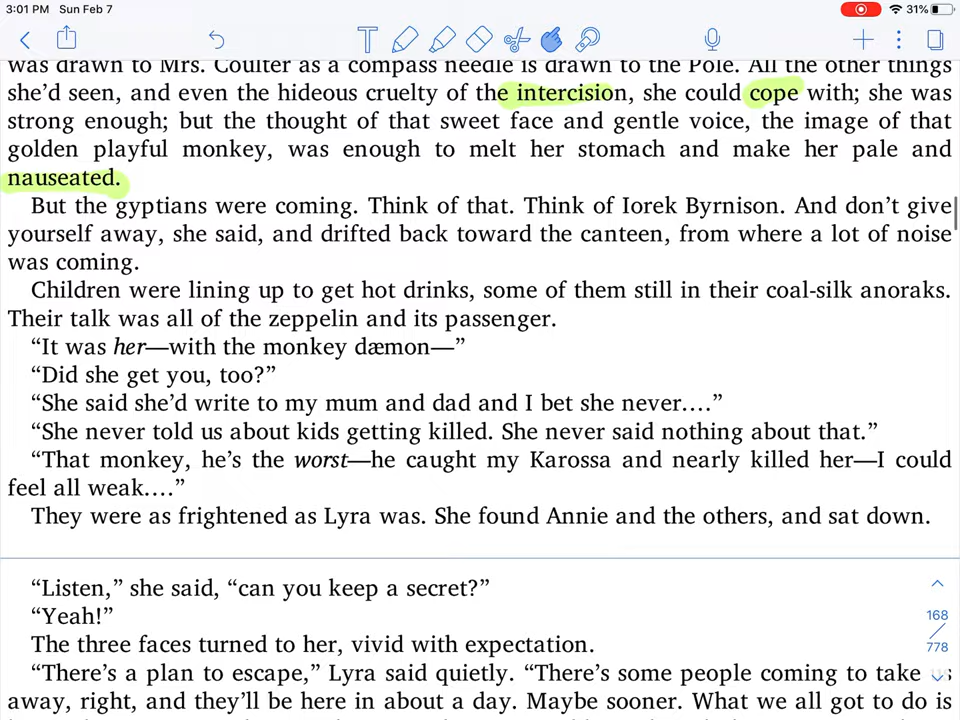 3:01 PM Sun Feb 7
31%
T
was drawn to Mrs. Coulter as a compass needle is drawn to the Pole. All the other things
she’d seen, and even the hideous cruelty of the intercision, she could cope with; she was
strong enough; but the thought of that sweet face and gentle voice, the image of that
golden playful monkey, was enough to melt her stomach and make her pale and
nauseated.
But the gyptians were coming. Think of that. Think of Iorek Byrnison. And don’t give
yourself away, she said, and drifted back toward the canteen, from where a lot of noise
was coming.
Children were lining up to get hot drinks, some of them still in their coal-silk anoraks.
Their talk was all of the zeppelin and its passenger.
“It was her—with the monkey dæmon—”
“Did she get you, too?”
“She said she’d write to my mum and dad and I bet she never….”
“She never told us about kids getting killed. She never said nothing about that.”
“That monkey, he’s the worst—he caught my Karossa and nearly killed her—I could
feel all weak….”
They were as frightened as Lyra was. She found Annie and the others, and sat down.
“Listen,” she said, “can you keep a secret?”
“Yeah!”
The three faces turned to her, vivid with expectation.
“There’s a plan to escape,” Lyra said quietly. “There’s some people coming to take
away, right, and they’ll be here in about a day. Maybe sooner. What we all got to do is
168
778